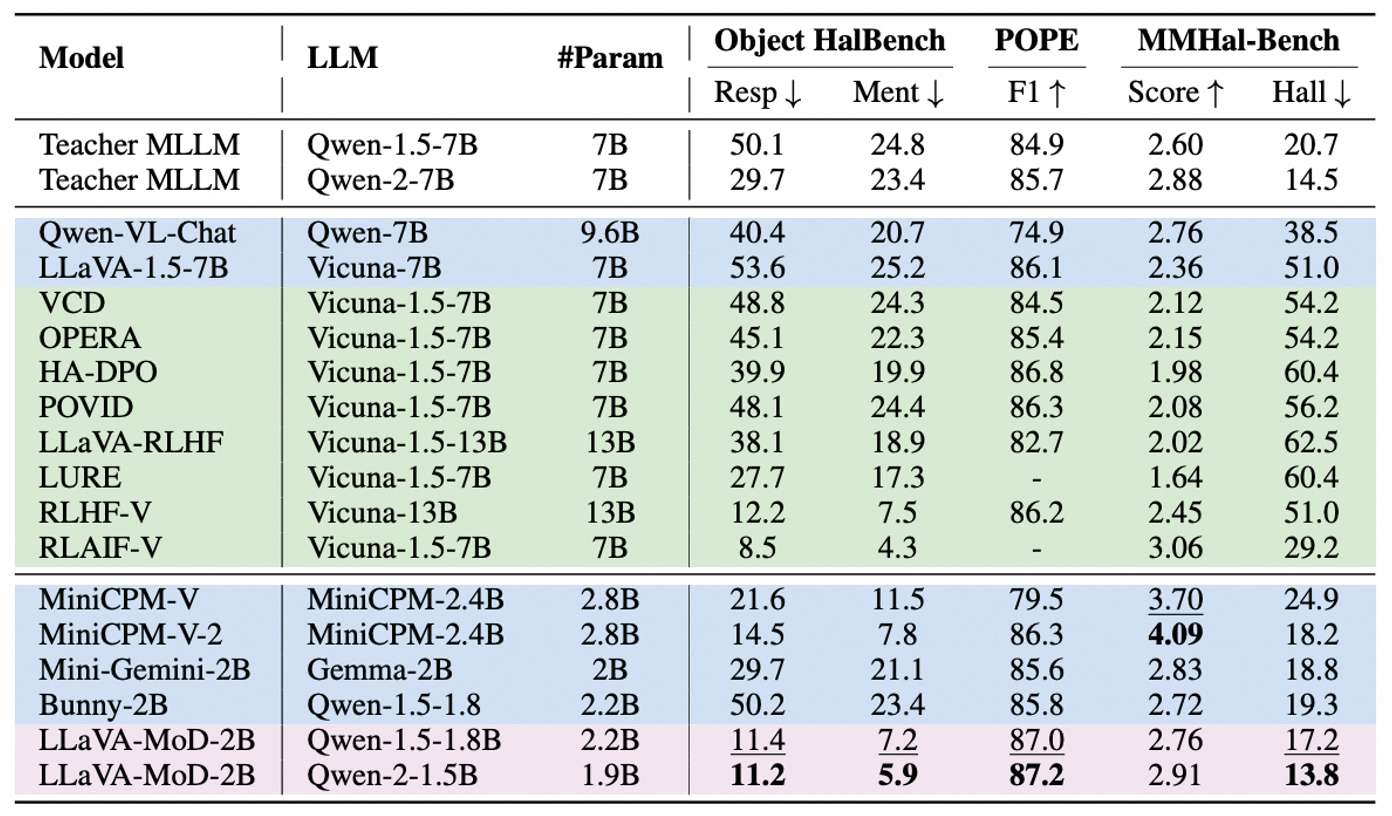 Model LLM #Param Object HalBench POPE MMHal-Bench
Resp ↓ Ment ↓ F1 ↑ Score ↑ Hall ↓
Teacher MLLM Qwen-1.5-7B 7B 50.1 24.8 84.9 2.60 20.7
Teacher MLLM Qwen-2-7B 7B 29.7 23.4 85.7 2.88 14.5
Qwen-VL-Chat Qwen-7B 9.6B 40.4 20.7 74.9 2.76 38.5
LLaVA-1.5-7B Vicuna-7B 7B 53.6 25.2 86.1 2.36 51.0
VCD Vicuna-1.5-7B 7B 48.8 24.3 84.5 2.12 54.2
OPERA Vicuna-1.5-7B 7B 45.1 22.3 85.4 2.15 54.2
HA-DPO Vicuna-1.5-7B 7B 39.9 19.9 86.8 1.98 60.4
POVID Vicuna-1.5-7B 7B 48.1 24.4 86.3 2.08 56.2
LLaVA-RLHF Vicuna-1.5-13B 13B 38.1 18.9 82.7 2.02 62.5
LURE Vicuna-1.5-7B 7B 27.7 17.3 - 1.64 60.4
RLHF-V Vicuna-13B 13B 12.2 7.5 86.2 2.45 51.0
RLAIF-V Vicuna-1.5-7B 7B 8.5 4.3 - 3.06 29.2
MiniCPM-V MiniCPM-2.4B 2.8B 21.6 11.5 79.5 3.70 24.9
MiniCPM-V-2 MiniCPM-2.4B 2.8B 14.5 7.8 86.3 4.09 18.2
Mini-Gemini-2B Gemma-2B 2B 29.7 21.1 85.6 2.83 18.8
Bunny-2B Qwen-1.5-1.8 2.2B 50.2 23.4 85.8 2.72 19.3
LLaVA-MoD-2B Qwen-1.5-1.8B 2.2B 11.4 7.2 87.0 2.76 17.2
LLaVA-MoD-2B Qwen-2-1.5B 1.9B 11.2 5.9 87.2 2.91 13.8